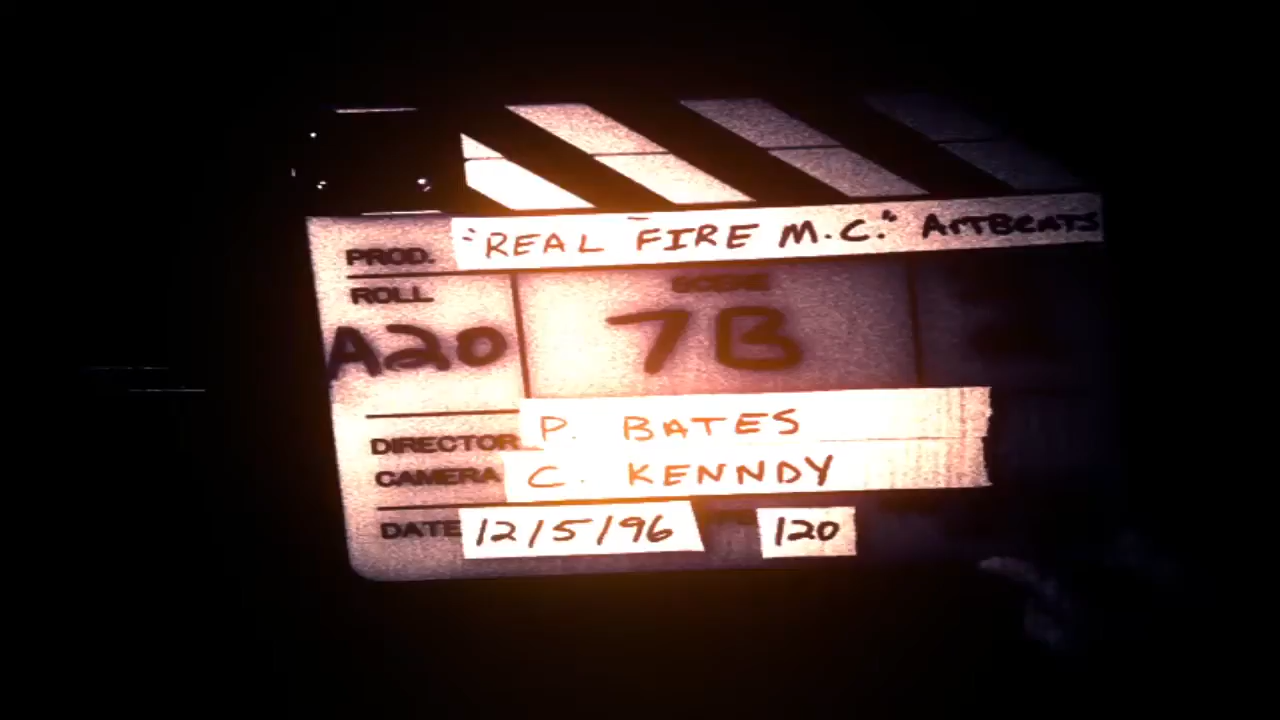 PROD. "REAL FIRE M.C." ArTBEATS
ROLL SCENE
A20 7B
DIRECTOR P. BATES
CAMERA C. KENNDY
DATE 12/5/96 120